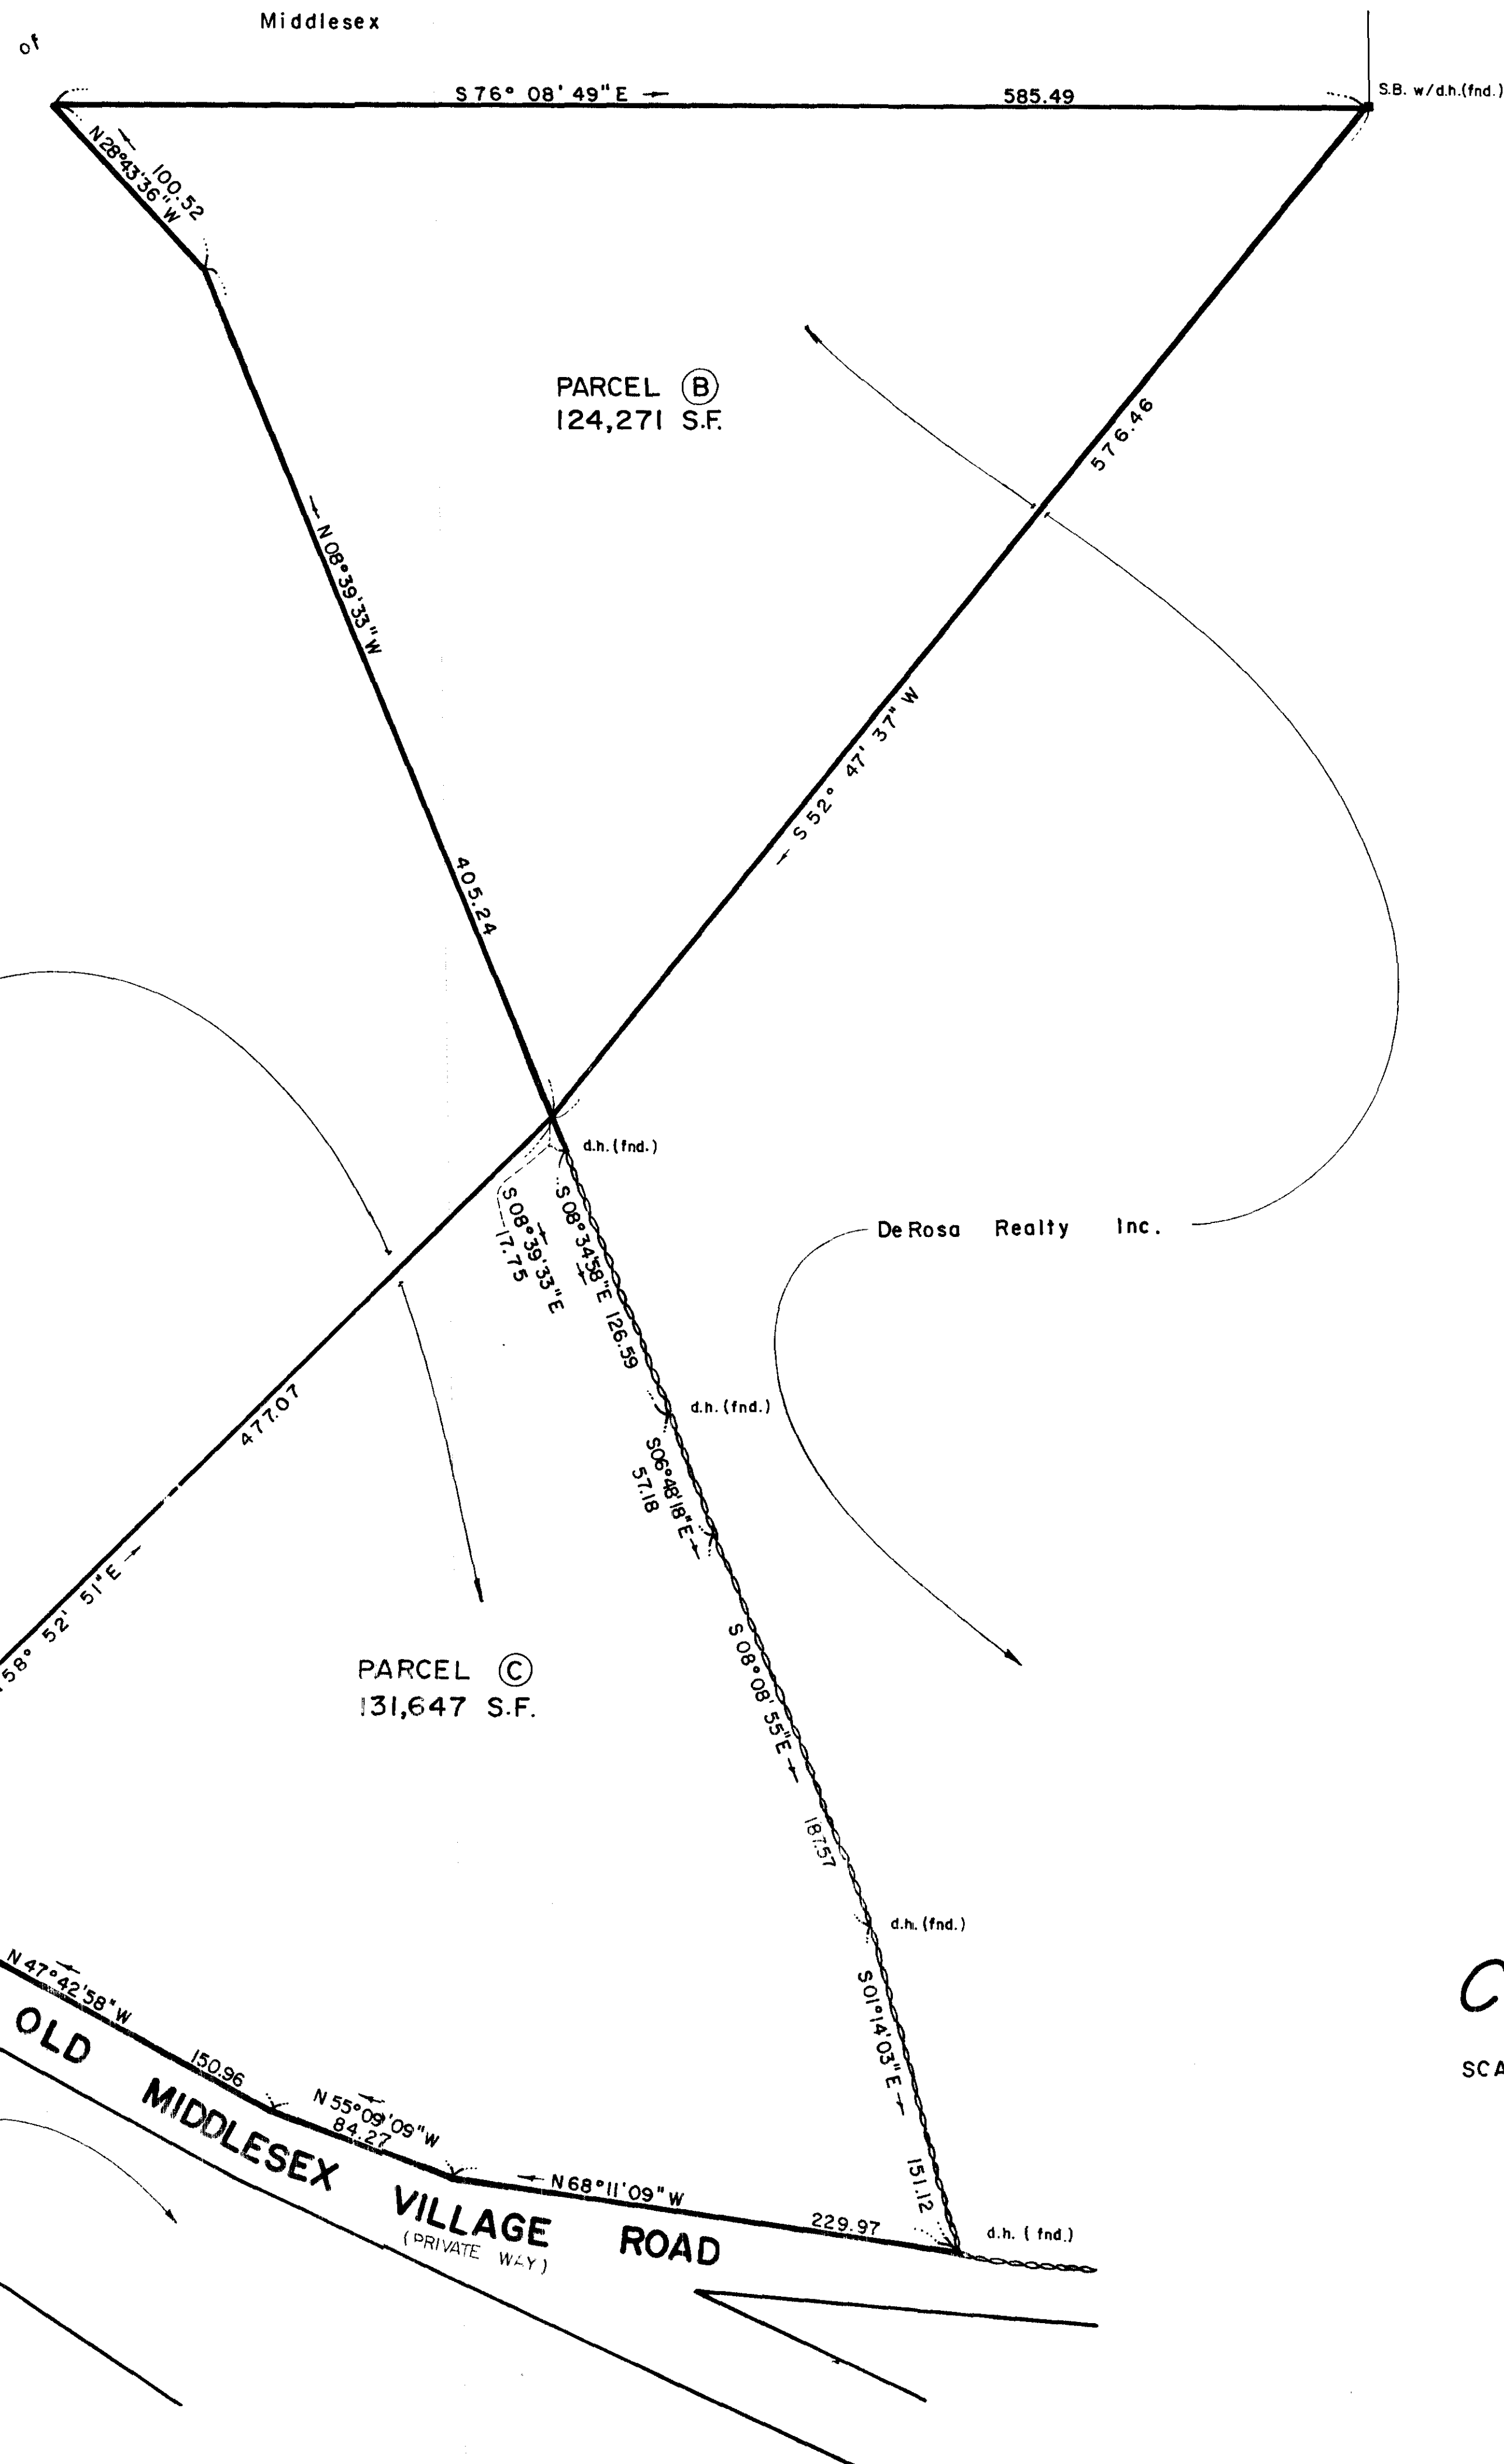 of
Middlesex
S 76° 08' 49" E
585.49
S.B. w/d.h.(fnd.)
N 28°43'36" W
100.52
PARCEL B
124,271 S.F.
576.46
N 08°39'33" W
S 52° 47' 37" W
405.24
d.h. (fnd.)
S 08°39'33" E
17.75
S 08°34'58" E 126.59
De Rosa Realty Inc.
477.07
d.h. (fnd.)
S 06°48'18" E
57.18
58° 52' 51" E
PARCEL C
131,647 S.F.
S 08°08'55" E
187.57
d.h. (fnd.)
S 01°14'03" E
151.12
N 47°42'58" W
150.96
N 55°09'09" W
84.27
N 68°11'09" W
229.97
d.h. (fnd.)
OLD MIDDLESEX VILLAGE ROAD
(PRIVATE WAY)
C
SCA